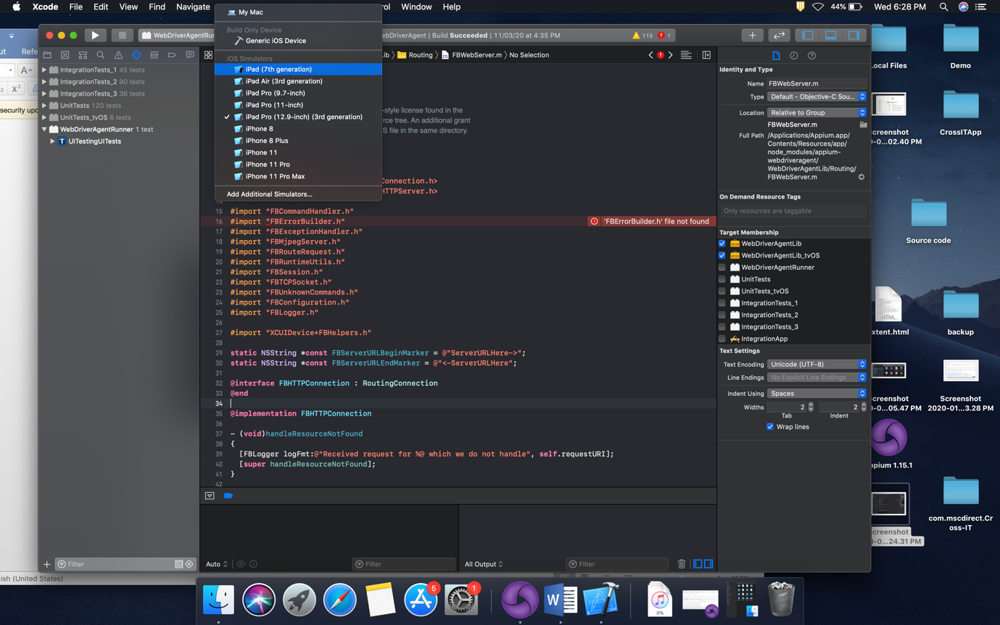 Xcode File Edit View Find Navigate
Window Help
44% Wed 6:28 PM
My Mac
Build Only Device
Generic iOS Device
iOS Simulators
iPad (7th generation)
iPad Air (3rd generation)
iPad Pro (9.7-inch)
iPad Pro (11-inch)
✓ iPad Pro (12.9-inch) (3rd generation)
iPhone 8
iPhone 8 Plus
iPhone 11
iPhone 11 Pro
iPhone 11 Pro Max
Add Additional Simulators...
WebDriverAgentRun
ebDriverAgent | Build Succeeded | 11/03/20 at 4:35 PM
115
1
ib
Routing
FBWebServer.m
No Selection
IntegrationTests_1 45 tests
IntegrationTests_2 90 tests
IntegrationTests_3 36 tests
UnitTests 120 tests
UnitTests_tvOS 6 tests
WebDriverAgentRunner 1 test
T UITestingUITests
-style license found in the
rce tree. An additional grant
S file in the same directory.
Connection.h>
HTTPServer.h>
14
15 #import "FBCommandHandler.h"
16 #import "FBErrorBuilder.h"
'FBErrorBuilder.h' file not found
17 #import "FBExceptionHandler.h"
18 #import "FBMjpegServer.h"
19 #import "FBRouteRequest.h"
20 #import "FBRuntimeUtils.h"
21 #import "FBSession.h"
22 #import "FBTCPSocket.h"
23 #import "FBUnknownCommands.h"
24 #import "FBConfiguration.h"
25 #import "FBLogger.h"
26
27 #import "XCUIDevice+FBHelpers.h"
28
29 static NSString *const FBServerURLBeginMarker = @"ServerURLHere->";
30 static NSString *const FBServerURLEndMarker = @"<-ServerURLHere";
31
32 @interface FBHTTPConnection : RoutingConnection
33 @end
34
35 @implementation FBHTTPConnection
36
37 - (void)handleResourceNotFound
38 {
39 [FBLogger logFmt:@"Received request for %@ which we do not handle", self.requestURI];
40 [super handleResourceNotFound];
41 }
42
Identity and Type
Name FBWebServer.m
Type Default - Objective-C Sou...
Location Relative to Group
FBWebServer.m
Full Path /Applications/Appium.app/
Contents/Resources/app/
node_modules/appium-
webdriveragent/
WebDriverAgentLib/Routing/
FBWebServer.m
On Demand Resource Tags
Only resources are taggable
Target Membership
WebDriverAgentLib
WebDriverAgentLib_tvOS
WebDriverAgentRunner
UnitTests
UnitTests_tvOS
IntegrationTests_1
IntegrationTests_2
IntegrationTests_3
IntegrationApp
Text Settings
Text Encoding Unicode (UTF-8)
Line Endings No Explicit Line Endings
Indent Using Spaces
Widths 2 2
Tab Indent
Wrap lines
Filter
Auto
Filter
All Output
Filter
ut Refe
A
X²
security upd
ish (United States)
ocal Files
Demo
creenshot
0-0...02.40 PM
CrossITApp
Source code
HTML
xtent.html
backup
creenshot
0-0...05.47 PM
Screenshot
2020-01...3.28 PM
ppium 1.15.1
creenshot
0-0...24.31 PM
com.mscdirect.Cr
oss-IT
5
1
W
IPA